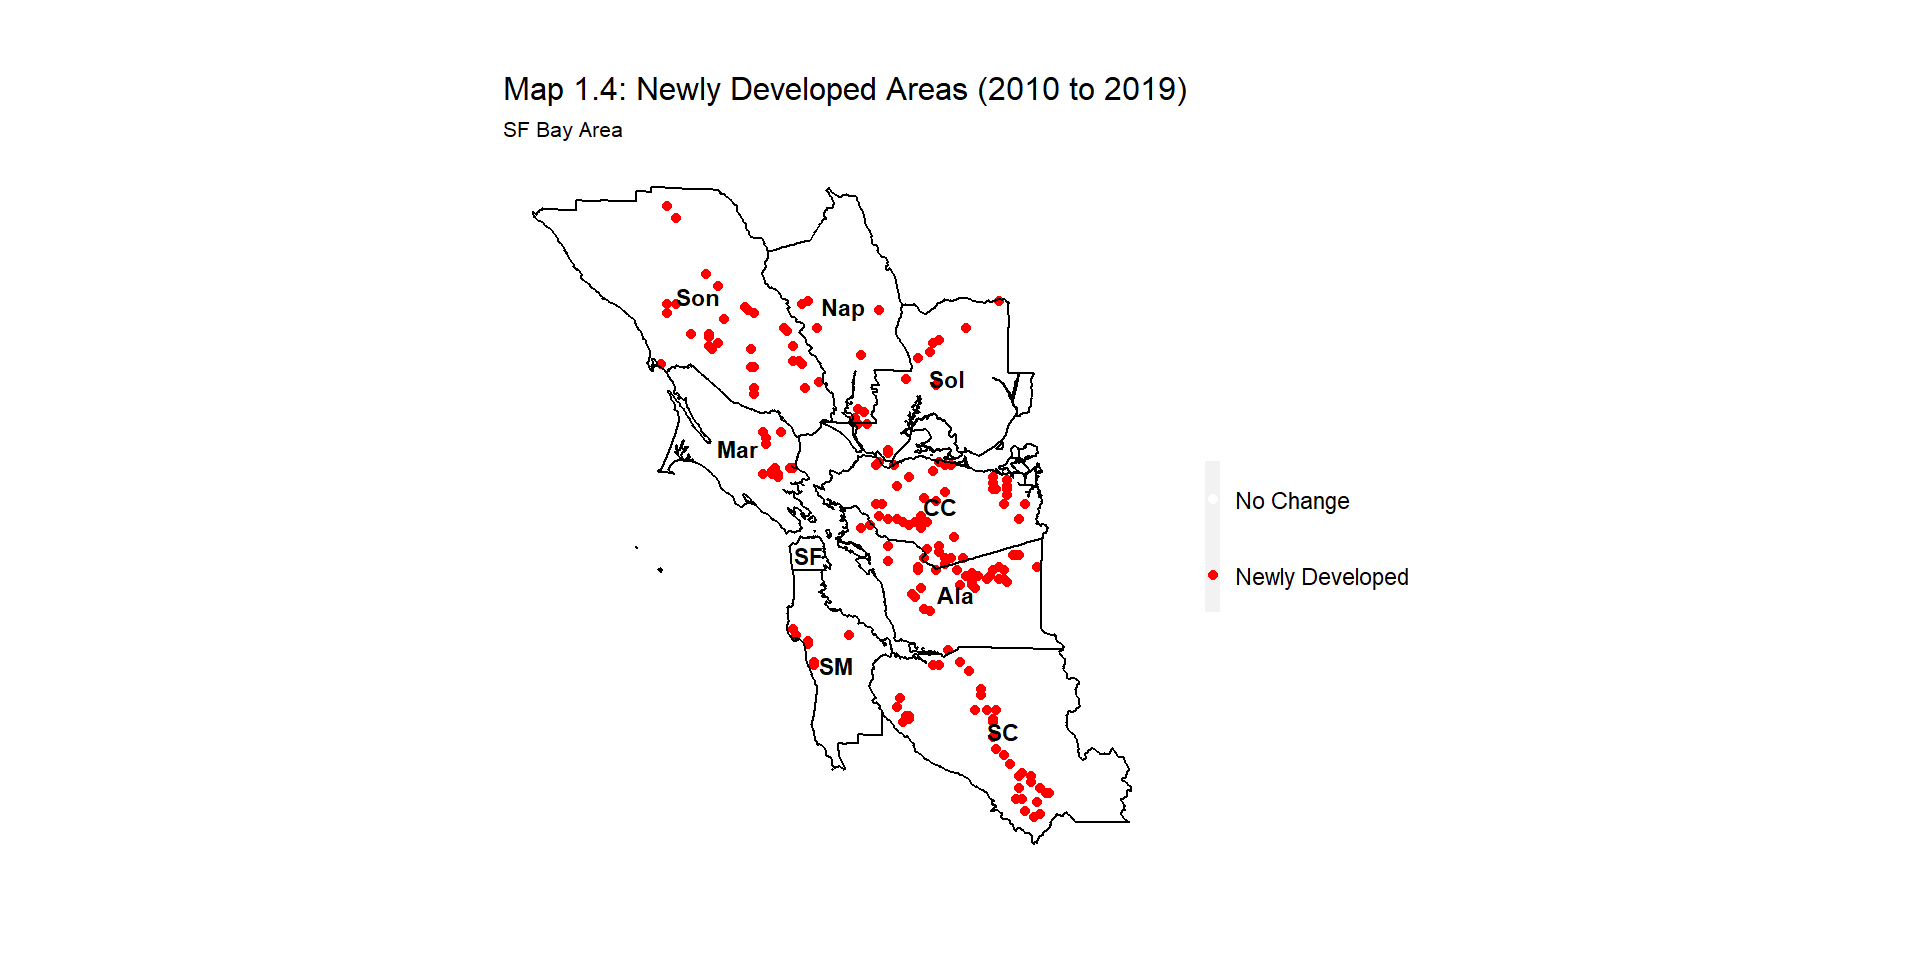 Map 1.4: Newly Developed Areas (2010 to 2019)
SF Bay Area
Son
Nap
Sol
Mar
CC
SF
Ala
SM
SC
No Change
Newly Developed